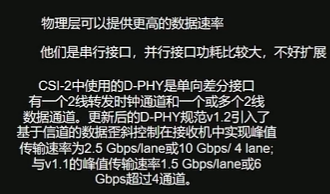 物理层可以提供更高的数据速率
他们是串行接口，并行接口功耗比较大，不好扩展
CSI-2中使用的D-PHY是单向差分接口
有一个2线转发时钟通道和一个或多个2线
数据通道。更新后的D-PHY规范v1.2引入了
基于信道的数据歪斜控制在接收机中实现峰值
传输速率为2.5 Gbps/lane或10 Gbps/ 4 lane;
与v1.1的峰值传输速率1.5 Gbps/lane或6
Gbps超过4通道。